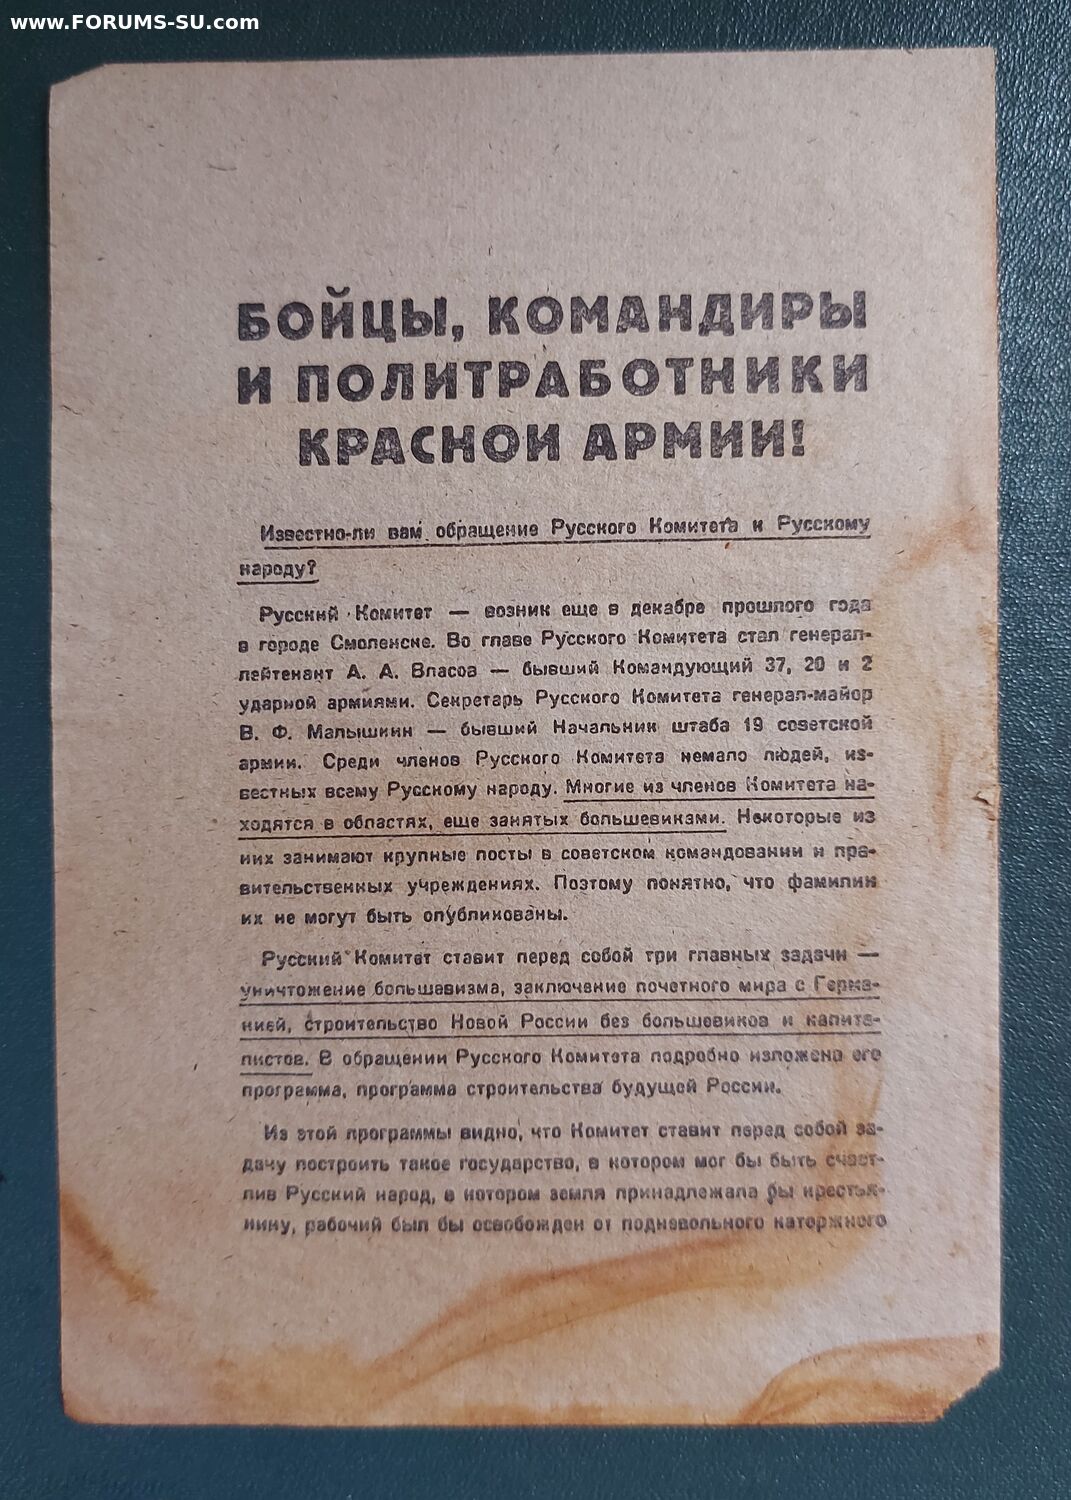 www.FORUMS-SU.com
БОЙЦЫ, КОМАНДИРЫ
И ПОЛИТРАБОТНИКИ
КРАСНОЙ АРМИИ!
Известно-ли вам обращение Русского Комитета к Русскому
народу?
Русский Комитет — возник еще в декабре прошлого года
в городе Смоленске. Во главе Русского Комитета стал генерал-
лейтенант А. А. Власов — бывший Командующий 37, 20 и 2
ударной армиями. Секретарь Русского Комитета генерал-майор
В. Ф. Малышкин — бывший Начальник штаба 19 советской
армии. Среди членов Русского Комитета немало людей, из-
вестных всему Русскому народу. Многие из членов Комитета на-
ходятся в областях, еще занятых большевиками. Некоторые из
них занимают крупные посты в советском командовании и пра-
вительственных учреждениях. Поэтому понятно, что фамилии
их не могут быть опубликованы.
Русский Комитет ставит перед собой три главных задачи —
уничтожение большевизма, заключение почетного мира с Герма-
нией, строительство Новой России без большевиков и капита-
листов. В обращении Русского Комитета подробно изложена его
программа, программа строительства будущей России.
Из этой программы видно, что Комитет ставит перед собой за-
дачу построить такое государство, в котором мог бы быть счаст-
лив Русский народ, в котором земля принадлежала бы крестья-
нину, рабочий был бы освобожден от подневольного каторжного